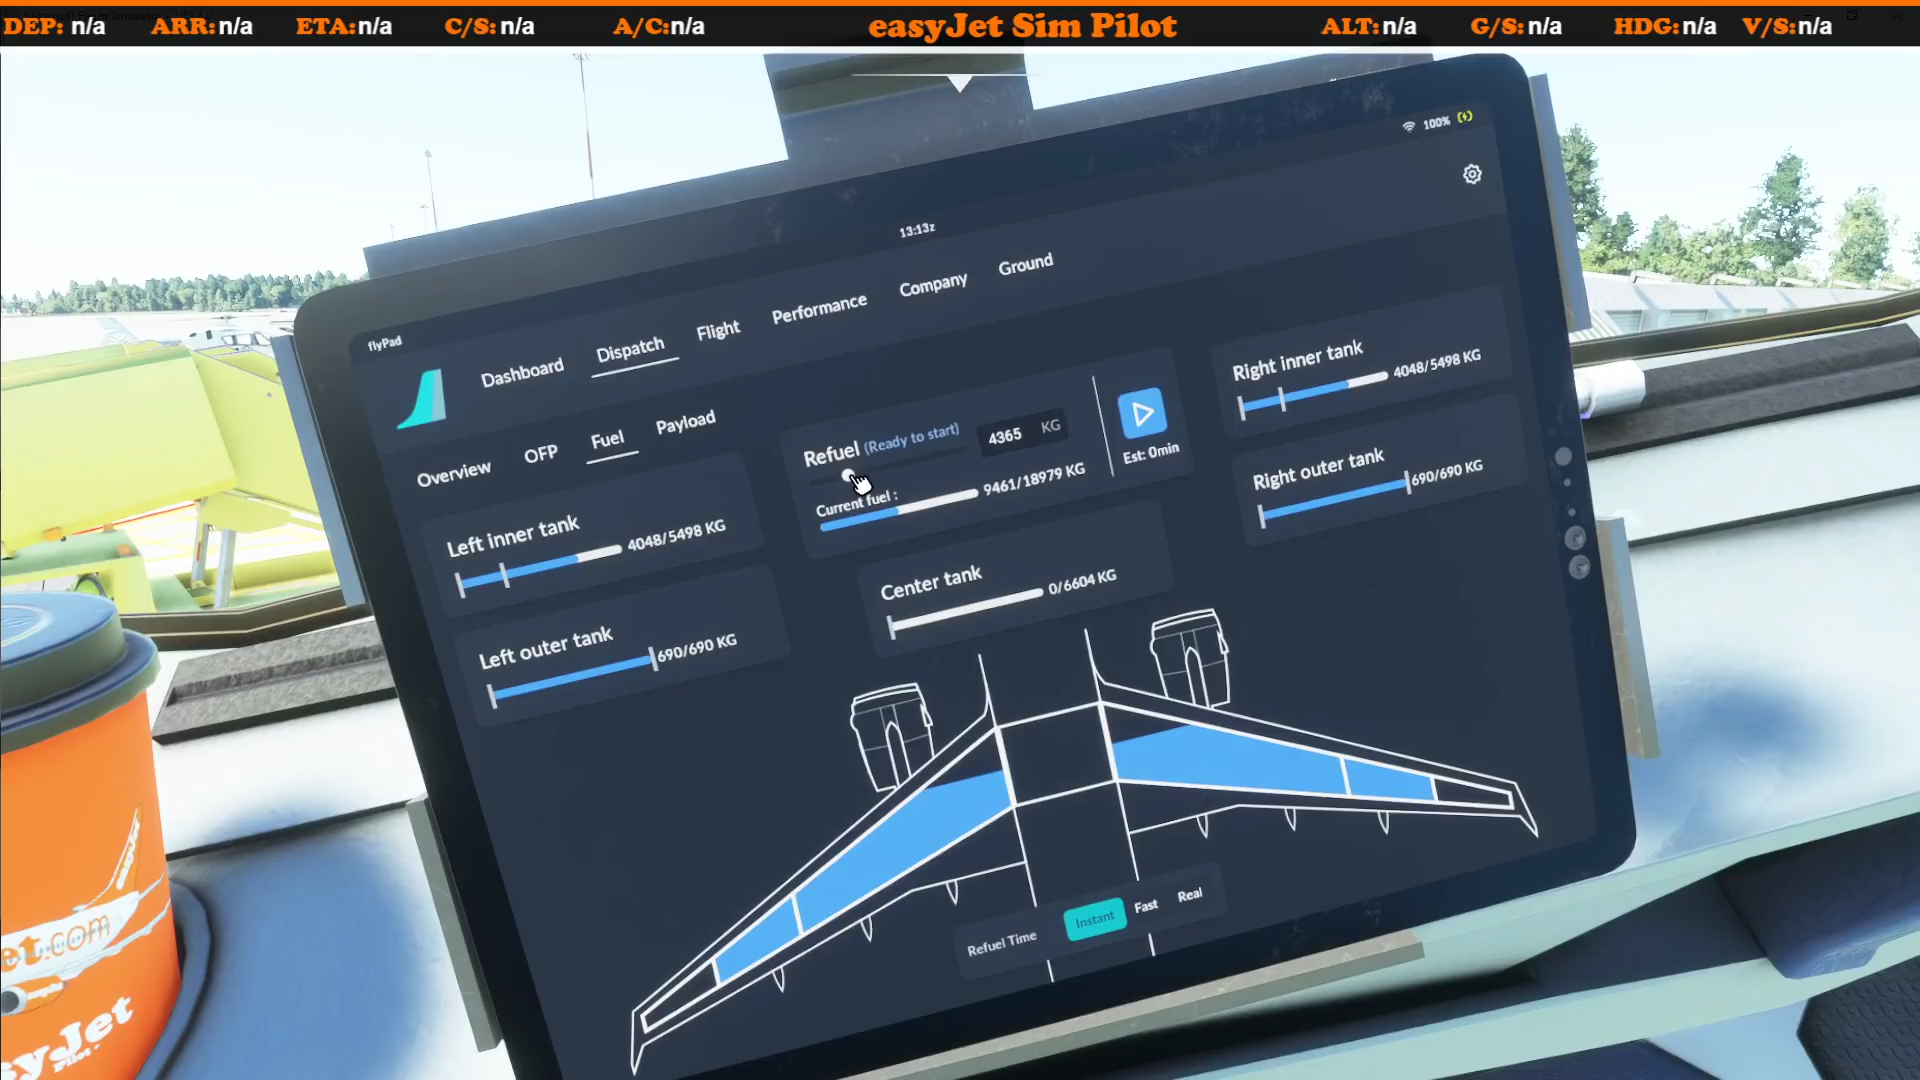 DEP: n/a ARR: n/a ETA: n/a C/S: n/a A/C: n/a easyJet Sim Pilot ALT: n/a G/S: n/a HDG: n/a V/S: n/a
100%
13:13z
flyPad
Dashboard Dispatch Flight Performance Company Ground
Overview OFP Fuel Payload
Refuel (Ready to start) 4365 KG
Est: 0min
Current fuel : 9461/18979 KG
Right inner tank
4048/5498 KG
Right outer tank
690/690 KG
Left inner tank
4048/5498 KG
Left outer tank
690/690 KG
Center tank
0/6604 KG
Refuel Time Instant Fast Real
et.com
easyJet
syJet
Pilot